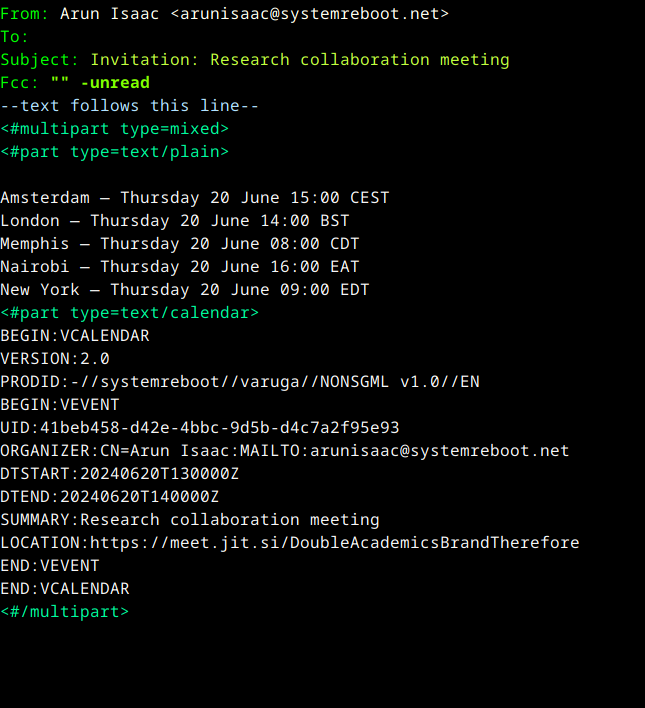 From: Arun Isaac <arunisaac@systemreboot.net>
To:
Subject: Invitation: Research collaboration meeting
Fcc: "" -unread
--text follows this line--
<#multipart type=mixed>
<#part type=text/plain>
Amsterdam – Thursday 20 June 15:00 CEST
London – Thursday 20 June 14:00 BST
Memphis – Thursday 20 June 08:00 CDT
Nairobi – Thursday 20 June 16:00 EAT
New York – Thursday 20 June 09:00 EDT
<#part type=text/calendar>
BEGIN:VCALENDAR
VERSION:2.0
PRODID:-//systemreboot//varuga//NONSGML v1.0//EN
BEGIN:VEVENT
UID:41beb458-d42e-4bbc-9d5b-d4c7a2f95e93
ORGANIZER:CN=Arun Isaac:MAILTO:arunisaac@systemreboot.net
DTSTART:20240620T130000Z
DTEND:20240620T140000Z
SUMMARY:Research collaboration meeting
LOCATION:https://meet.jit.si/DoubleAcademicsBrandTherefore
END:VEVENT
END:VCALENDAR
<#/multipart>